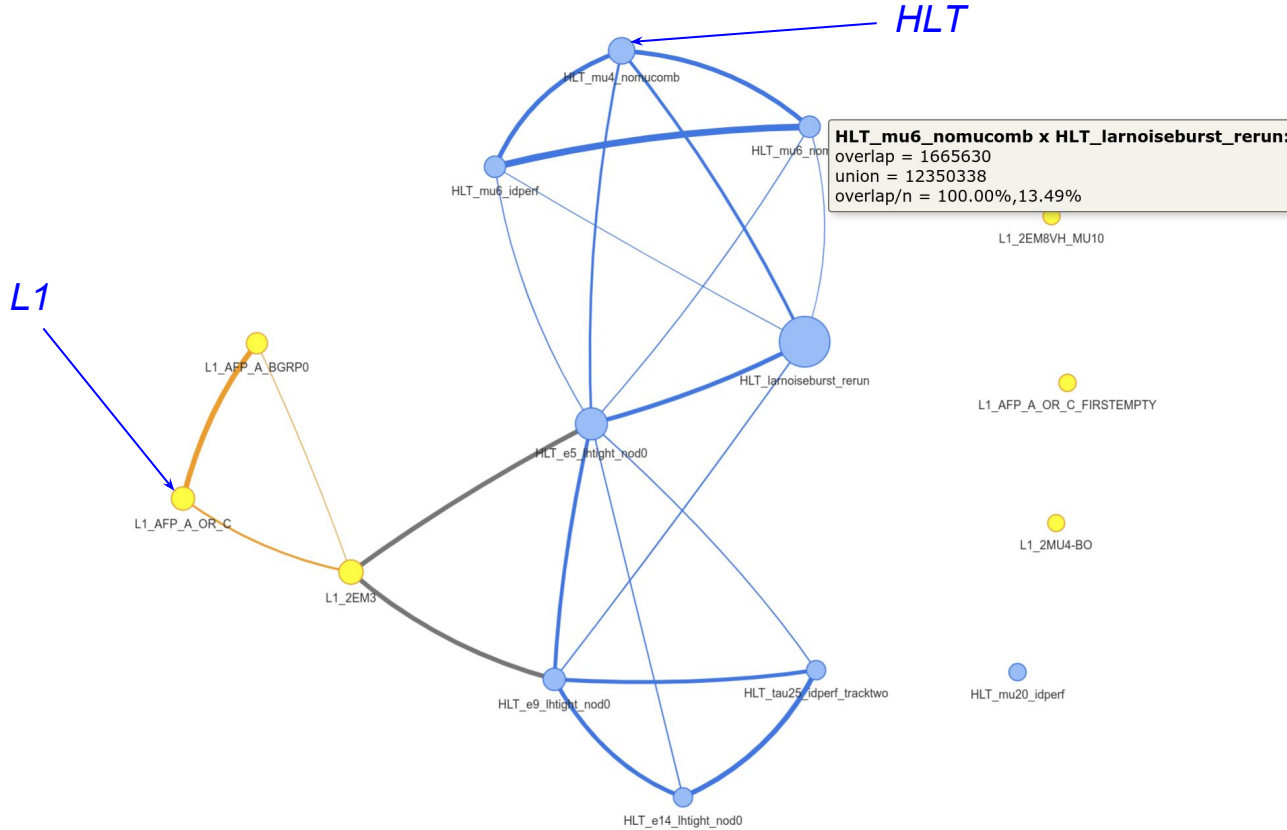 HLT
HLT_mu4_nomucomb
HLT_mu6_nom
HLT_mu6_nomucomb x HLT_larnoiseburst_rerun:
overlap = 1665630
union = 12350338
overlap/n = 100.00%,13.49%
HLT_mu6_idperf
L1_2EM8VH_MU10
L1
L1_AFP_A_BGRP0
HLT_larnoiseburst_rerun
L1_AFP_A_OR_C_FIRSTEMPTY
HLT_e5_lhtight_nod0
L1_AFP_A_OR_C
L1_2MU4-BO
L1_2EM3
HLT_e9_lhtight_nod0
HLT_tau25_idperf_tracktwo
HLT_mu20_idperf
HLT_e14_lhtight_nod0